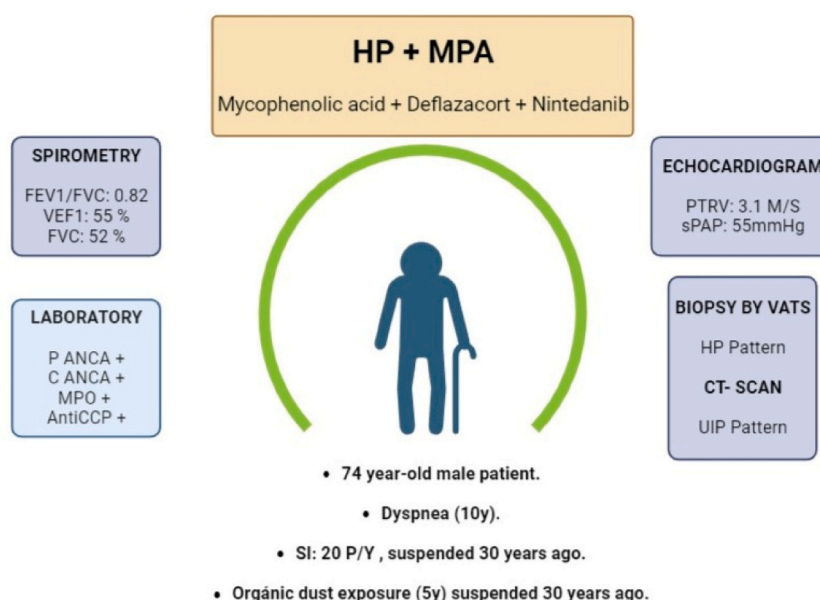 HP + MPA
Mycophenolic acid + Deflazacort + Nintedanib
SPIROMETRY
FEV1/FVC: 0.82
VEF1: 55 %
FVC: 52 %
LABORATORY
P ANCA +
C ANCA +
MPO +
AntiCCP +
ECHOCARDIOGRAM
PTRV: 3.1 M/S
sPAP: 55mmHg
BIOPSY BY VATS
HP Pattern
CT- SCAN
UIP Pattern
• 74 year-old male patient.
• Dyspnea (10y).
• SI: 20 P/Y , suspended 30 years ago.
• Orgánic dust exposure (5y) suspended 30 years ago.